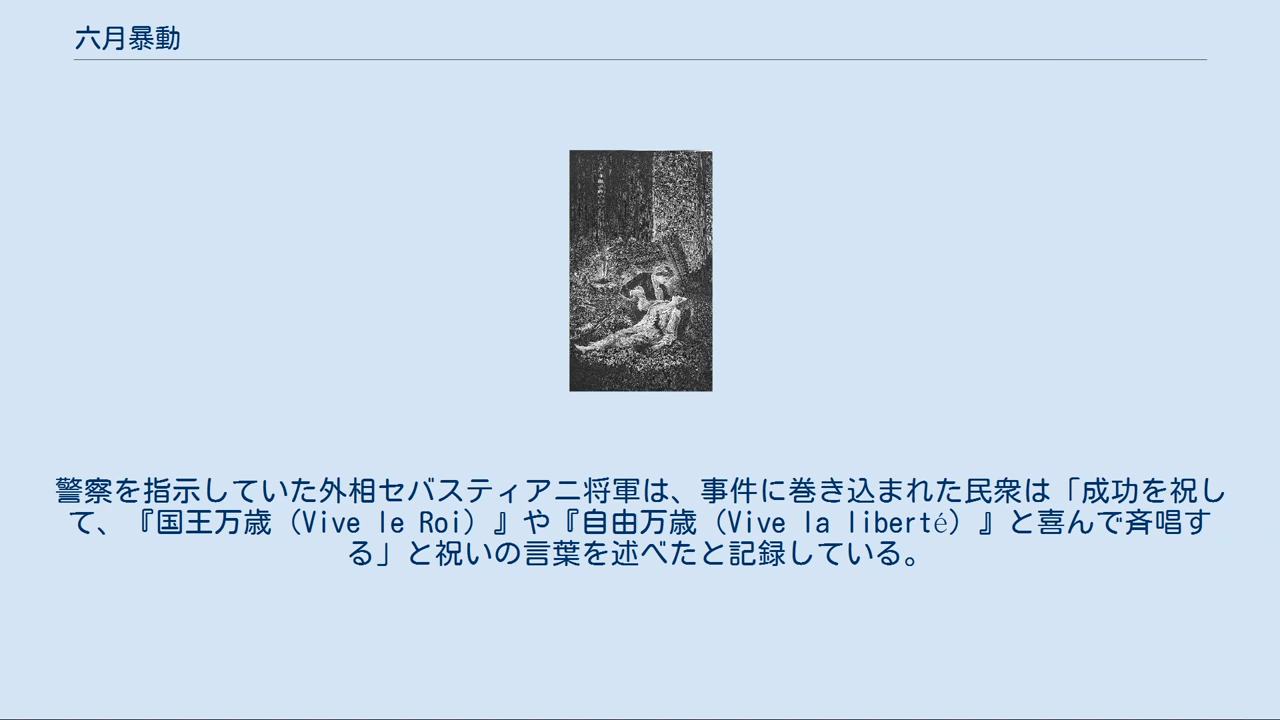 六月暴動
警察を指示していた外相セバスティアニ将軍は、事件に巻き込まれた民衆は「成功を祝し
て、『国王万歳（Vive le Roi）』や『自由万歳（Vive la liberté）』と喜んで斉唱す
る」と祝いの言葉を述べたと記録している。